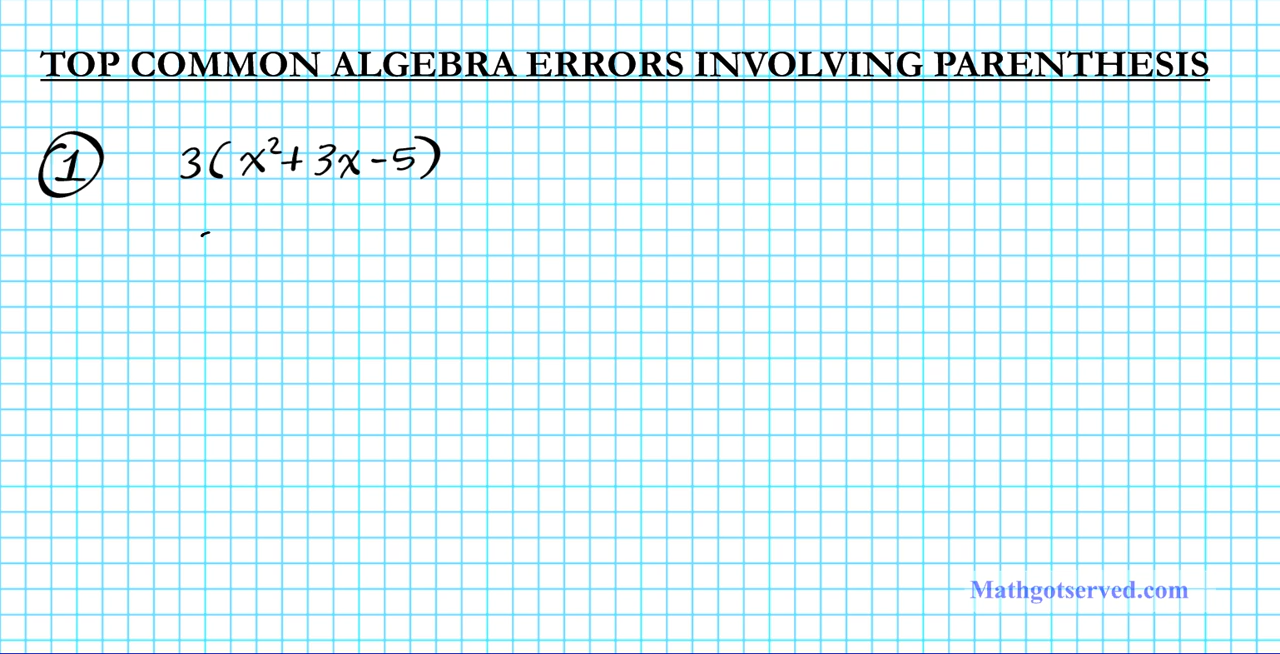 TOP COMMON ALGEBRA ERRORS INVOLVING PARENTHESIS
1 3(x²+3x-5)
Mathgotserved.com